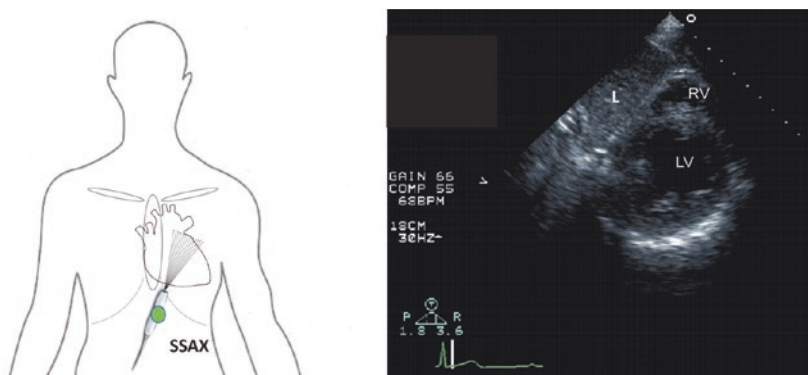 SSAX
L
RV
LV
GAIN 66
COMP 55
68BPM
18CM
30HZ
P R
1.8 3.6